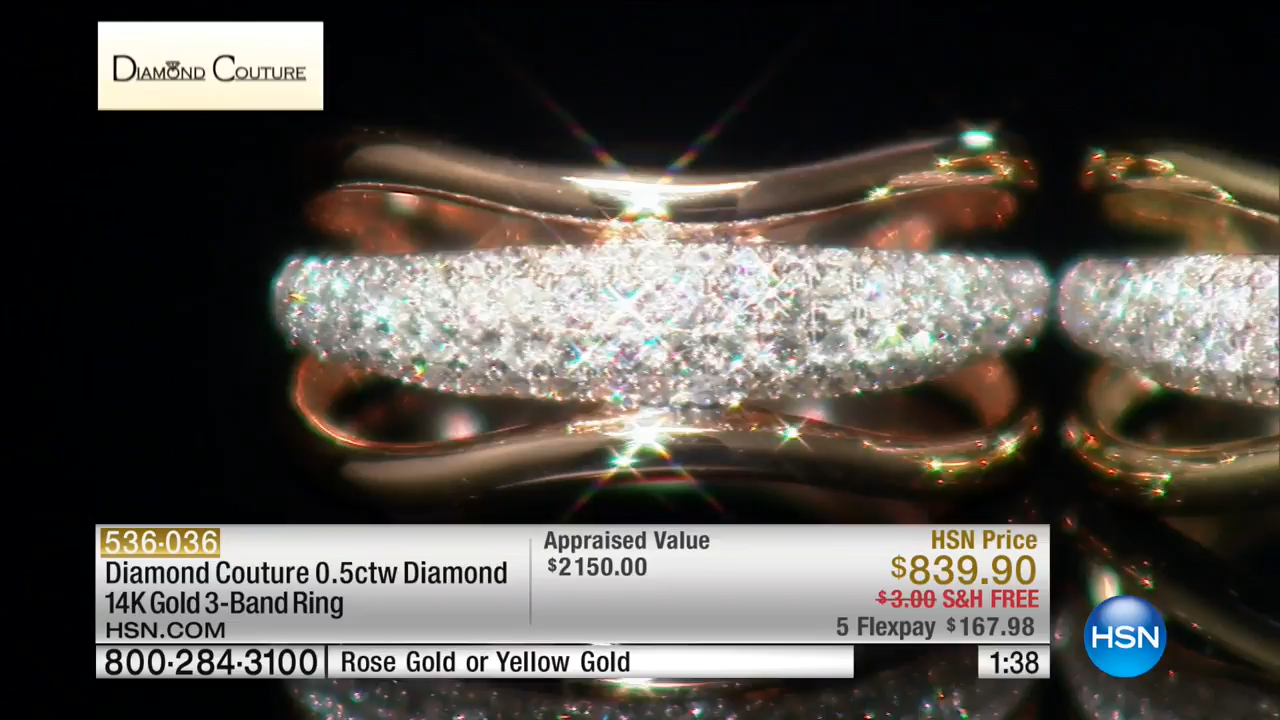 DIAMOND COUTURE
536·036
Diamond Couture 0.5ctw Diamond
14K Gold 3-Band Ring
HSN.COM
Appraised Value
$2150.00
HSN Price
$839.90
$3.00 S&H FREE
5 Flexpay $167.98
800·284·3100
Rose Gold or Yellow Gold
1:38
HSN